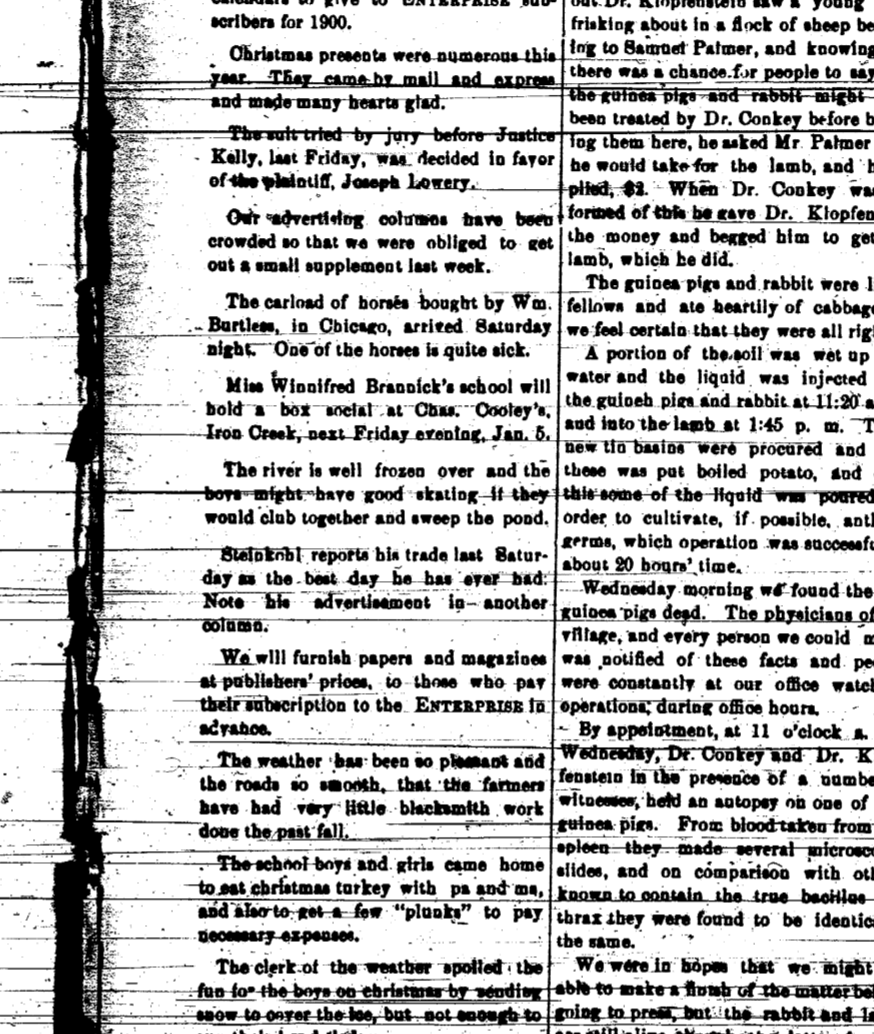 scribers for 1900.
Christmas presents were numerous this
year. They came by mail and express
and made many hearts glad.
The suit tried by jury before Justice
Kelly, last Friday, was decided in favor
of the plaintiff, Joseph Lowery.
Our advertising columns have been
crowded so that we were obliged to get
out a small supplement last week.
The carload of horses bought by Wm.
Burtless, in Chicago, arrived Saturday
night. One of the horses is quite sick.
Miss Winnifred Brannick's school will
hold a box social at Chas. Cooley's,
Iron Creek, next Friday evening, Jan. 5.
The river is well frozen over and the
boys might have good skating if they
would club together and sweep the pond.
Steinkohl reports his trade last Satur-
day as the best day he has ever had.
Note his advertisement in another
column.
We will furnish papers and magazines
at publishers' prices, to those who pay
their subscription to the ENTERPRISE in
advance.
The weather has been so pleasant and
the roads so smooth, that the farmers
have had very little blacksmith work
done the past fall.
The school boys and girls came home
to eat christmas turkey with pa and ma,
and also to get a few "plunks" to pay
necessary expenses.
The clerk of the weather spoiled the
fun for the boys on christmas by sending
snow to cover the ice, but not enough to
out. Dr. Klopfenstein saw a young
frisking about in a flock of sheep be
ing to Samuel Palmer, and knowing
there was a chance for people to say
the guinea pigs and rabbit might
been treated by Dr. Conkey before b
ing them here, he asked Mr. Palmer
he would take for the lamb, and h
plied, $2. When Dr. Conkey was
formed of this he gave Dr. Klopfen
the money and begged him to get
lamb, which he did.
The guinea pigs and rabbit were l
fellows and ate heartily of cabbage
we feel certain that they were all rig
A portion of the soil was wet up
water and the liquid was injected
the guineh pigs and rabbit at 11:20 a
and into the lamb at 1:45 p. m. T
new tin basins were procured and
these was put boiled potato, and
this some of the liquid was poured
order to cultivate, if possible, anth
germs, which operation was successfu
about 20 hours' time.
Wednesday morning we found the
guinea pigs dead. The physicians of
village, and every person we could m
was notified of these facts and peo
were constantly at our office watch
operations, during office hours.
By appointment, at 11 o'clock a.
Wednesday, Dr. Conkey and Dr. K
fenstein in the presence of a numbe
witnesses, held an autopsy on one of
guinea pigs. From blood taken from
spleen they made several microsco
slides, and on comparison with oth
known to contain the true bacilius
thrax they were found to be identica
the same.
We were in hopes that we might
able to make a finish of the matter bef
going to press, but the rabbit and la